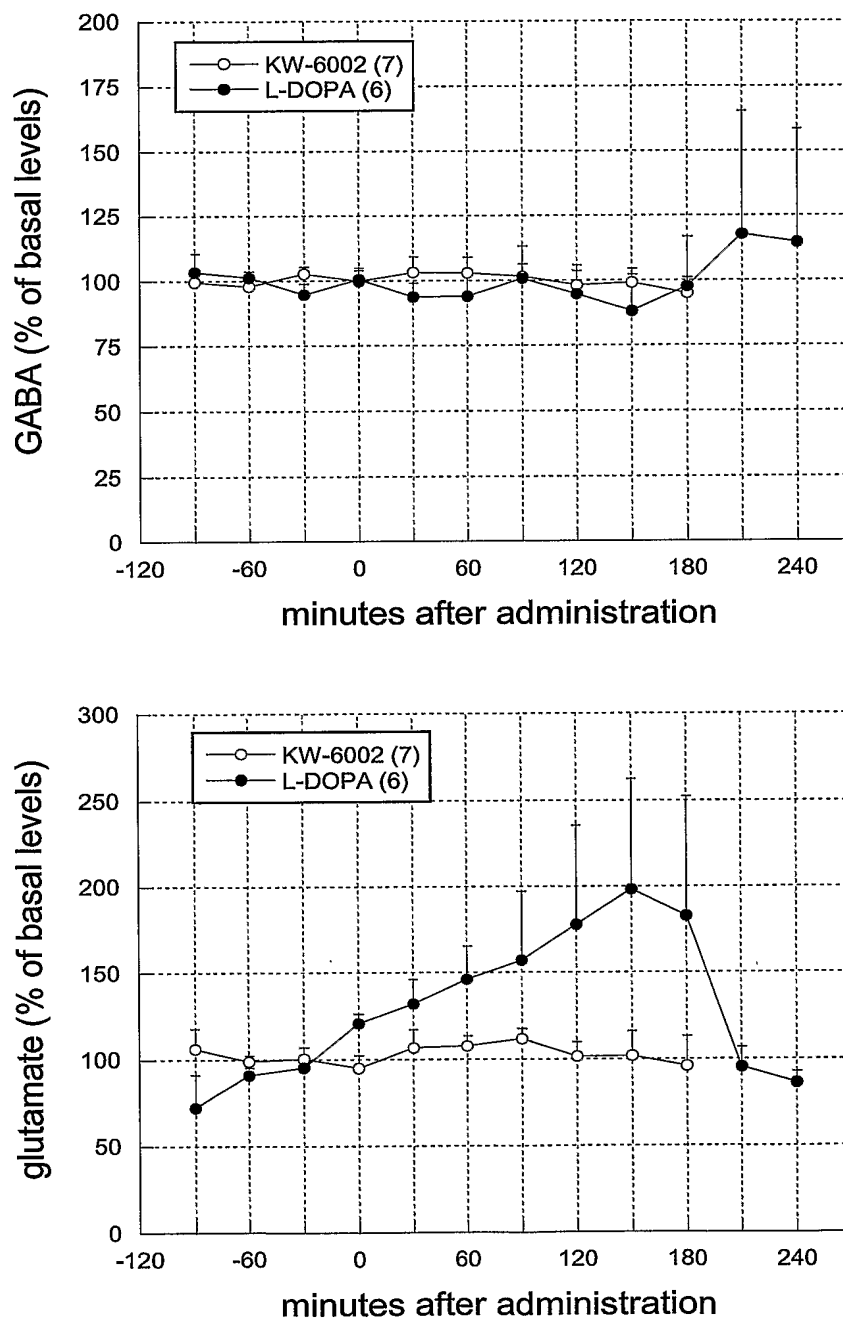 200
175
150
125
100
75
50
25
0
GABA (% of basal levels)
KW-6002 (7)
L-DOPA (6)
-120 -60 0 60 120 180 240
minutes after administration
300
250
200
150
100
50
0
glutamate (% of basal levels)
KW-6002 (7)
L-DOPA (6)
-120 -60 0 60 120 180 240
minutes after administration